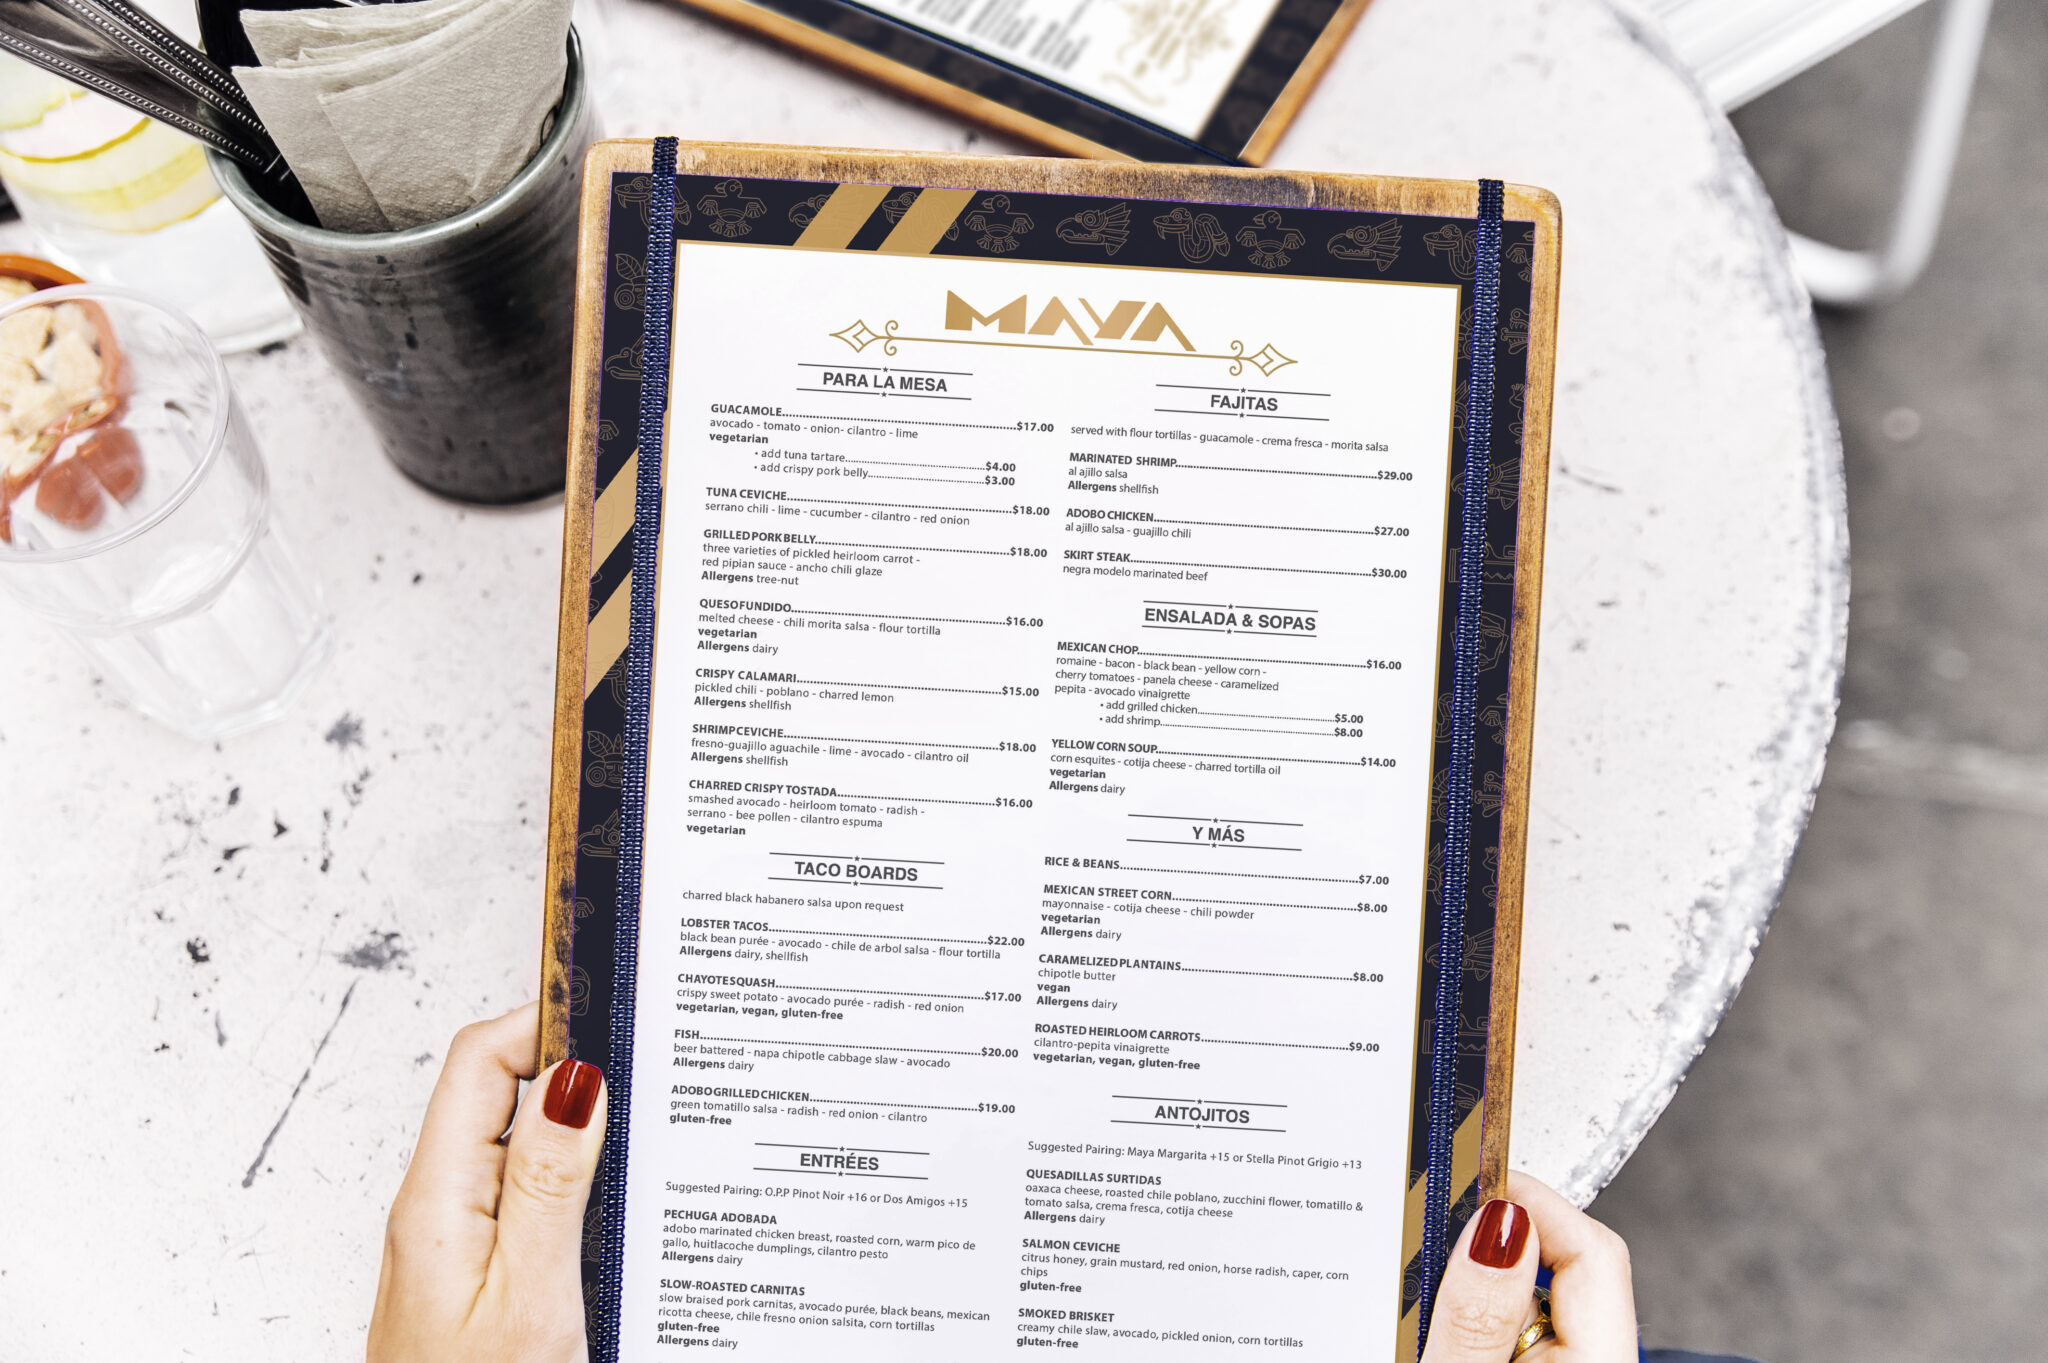 MAYA
PARA LA MESA
GUACAMOLE........$17.00
avocado - tomato - onion- cilantro - lime
vegetarian
• add tuna tartare........$4.00
• add crispy pork belly........$3.00
TUNA CEVICHE........$18.00
serrano chili - lime - cucumber - cilantro - red onion
GRILLED PORK BELLY........$18.00
three varieties of pickled heirloom carrot -
red pipian sauce - ancho chili glaze
Allergens tree-nut
QUESO FUNDIDO........$16.00
melted cheese - chili morita salsa - flour tortilla
vegetarian
Allergens dairy
CRISPY CALAMARI........$15.00
pickled chili - poblano - charred lemon
Allergens shellfish
SHRIMP CEVICHE........$18.00
fresno-guajillo aguachile - lime - avocado - cilantro oil
Allergens shellfish
CHARRED CRISPY TOSTADA........$16.00
smashed avocado - heirloom tomato - radish -
serrano - bee pollen - cilantro espuma
vegetarian
TACO BOARDS
charred black habanero salsa upon request
LOBSTER TACOS........$22.00
black bean purée - avocado - chile de arbol salsa - flour tortilla
Allergens dairy, shellfish
CHAYOTE SQUASH........$17.00
crispy sweet potato - avocado purée - radish - red onion
vegetarian, vegan, gluten-free
FISH........$20.00
beer battered - napa chipotle cabbage slaw - avocado
Allergens dairy
ADOBO GRILLED CHICKEN........$19.00
green tomatillo salsa - radish - red onion - cilantro
gluten-free
ENTRÉES
Suggested Pairing: O.P.P Pinot Noir +16 or Dos Amigos +15
PECHUGA ADOBADA
adobo marinated chicken breast, roasted corn, warm pico de
gallo, huitlacoche dumplings, cilantro pesto
Allergens dairy
SLOW-ROASTED CARNITAS
slow braised pork carnitas, avocado purée, black beans, mexican
ricotta cheese, chile fresno onion salsita, corn tortillas
gluten-free
Allergens dairy
FAJITAS
served with flour tortillas - guacamole - crema fresca - morita salsa
MARINATED SHRIMP........$29.00
al ajillo salsa
Allergens shellfish
ADOBO CHICKEN........$27.00
al ajillo salsa - guajillo chili
SKIRT STEAK........$30.00
negra modelo marinated beef
ENSALADA & SOPAS
MEXICAN CHOP........$16.00
romaine - bacon - black bean - yellow corn -
cherry tomatoes - panela cheese - caramelized
pepita - avocado vinaigrette
• add grilled chicken........$5.00
• add shrimp........$8.00
YELLOW CORN SOUP........$14.00
corn esquites - cotija cheese - charred tortilla oil
vegetarian
Allergens dairy
Y MÁS
RICE & BEANS........$7.00
MEXICAN STREET CORN........$8.00
mayonnaise - cotija cheese - chili powder
vegetarian
Allergens dairy
CARAMELIZED PLANTAINS........$8.00
chipotle butter
vegan
Allergens dairy
ROASTED HEIRLOOM CARROTS........$9.00
cilantro-pepita vinaigrette
vegetarian, vegan, gluten-free
ANTOJITOS
Suggested Pairing: Maya Margarita +15 or Stella Pinot Grigio +13
QUESADILLAS SURTIDAS
oaxaca cheese, roasted chile poblano, zucchini flower, tomatillo &
tomato salsa, crema fresca, cotija cheese
Allergens dairy
SALMON CEVICHE
citrus honey, grain mustard, red onion, horse radish, caper, corn
chips
gluten-free
SMOKED BRISKET
creamy chile slaw, avocado, pickled onion, corn tortillas
gluten-free